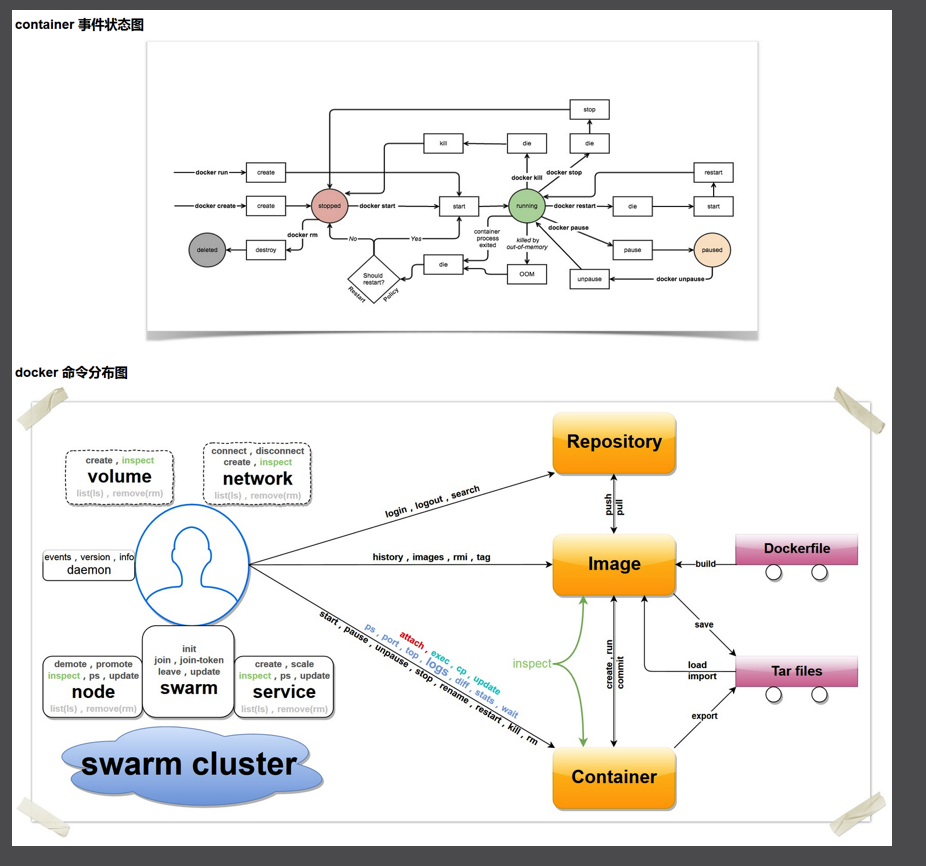 container 事件状态图
stop
kill
die
die
docker kill
docker stop
docker run
create
restart
docker create
create
stopped
docker start
start
running
docker restart
die
start
docker rm
docker pause
deleted
destroy
No
Yes
container
process
exited
killed by
out-of-memory
pause
paused
die
OOM
unpause
docker unpause
Should
restart?
Restart
Policy
docker 命令分布图
create , inspect
volume
list(ls) , remove(rm)
connect , disconnect
create , inspect
network
list(ls) , remove(rm)
Repository
login , logout , search
push
pull
events , version , info
daemon
history , images , rmi , tag
Image
build
Dockerfile
attach , exec , cp , update
ps , port , top , logs , diff , stats , wait
start , pause , unpause , stop , rename , restart , kill , rm
inspect
create , run
commit
save
load
import
export
Tar files
init
join , join-token
leave , update
swarm
demote , promote
inspect , ps , update
node
list(ls) , remove(rm)
create , scale
inspect , ps , update
service
list(ls) , remove(rm)
swarm cluster
Container